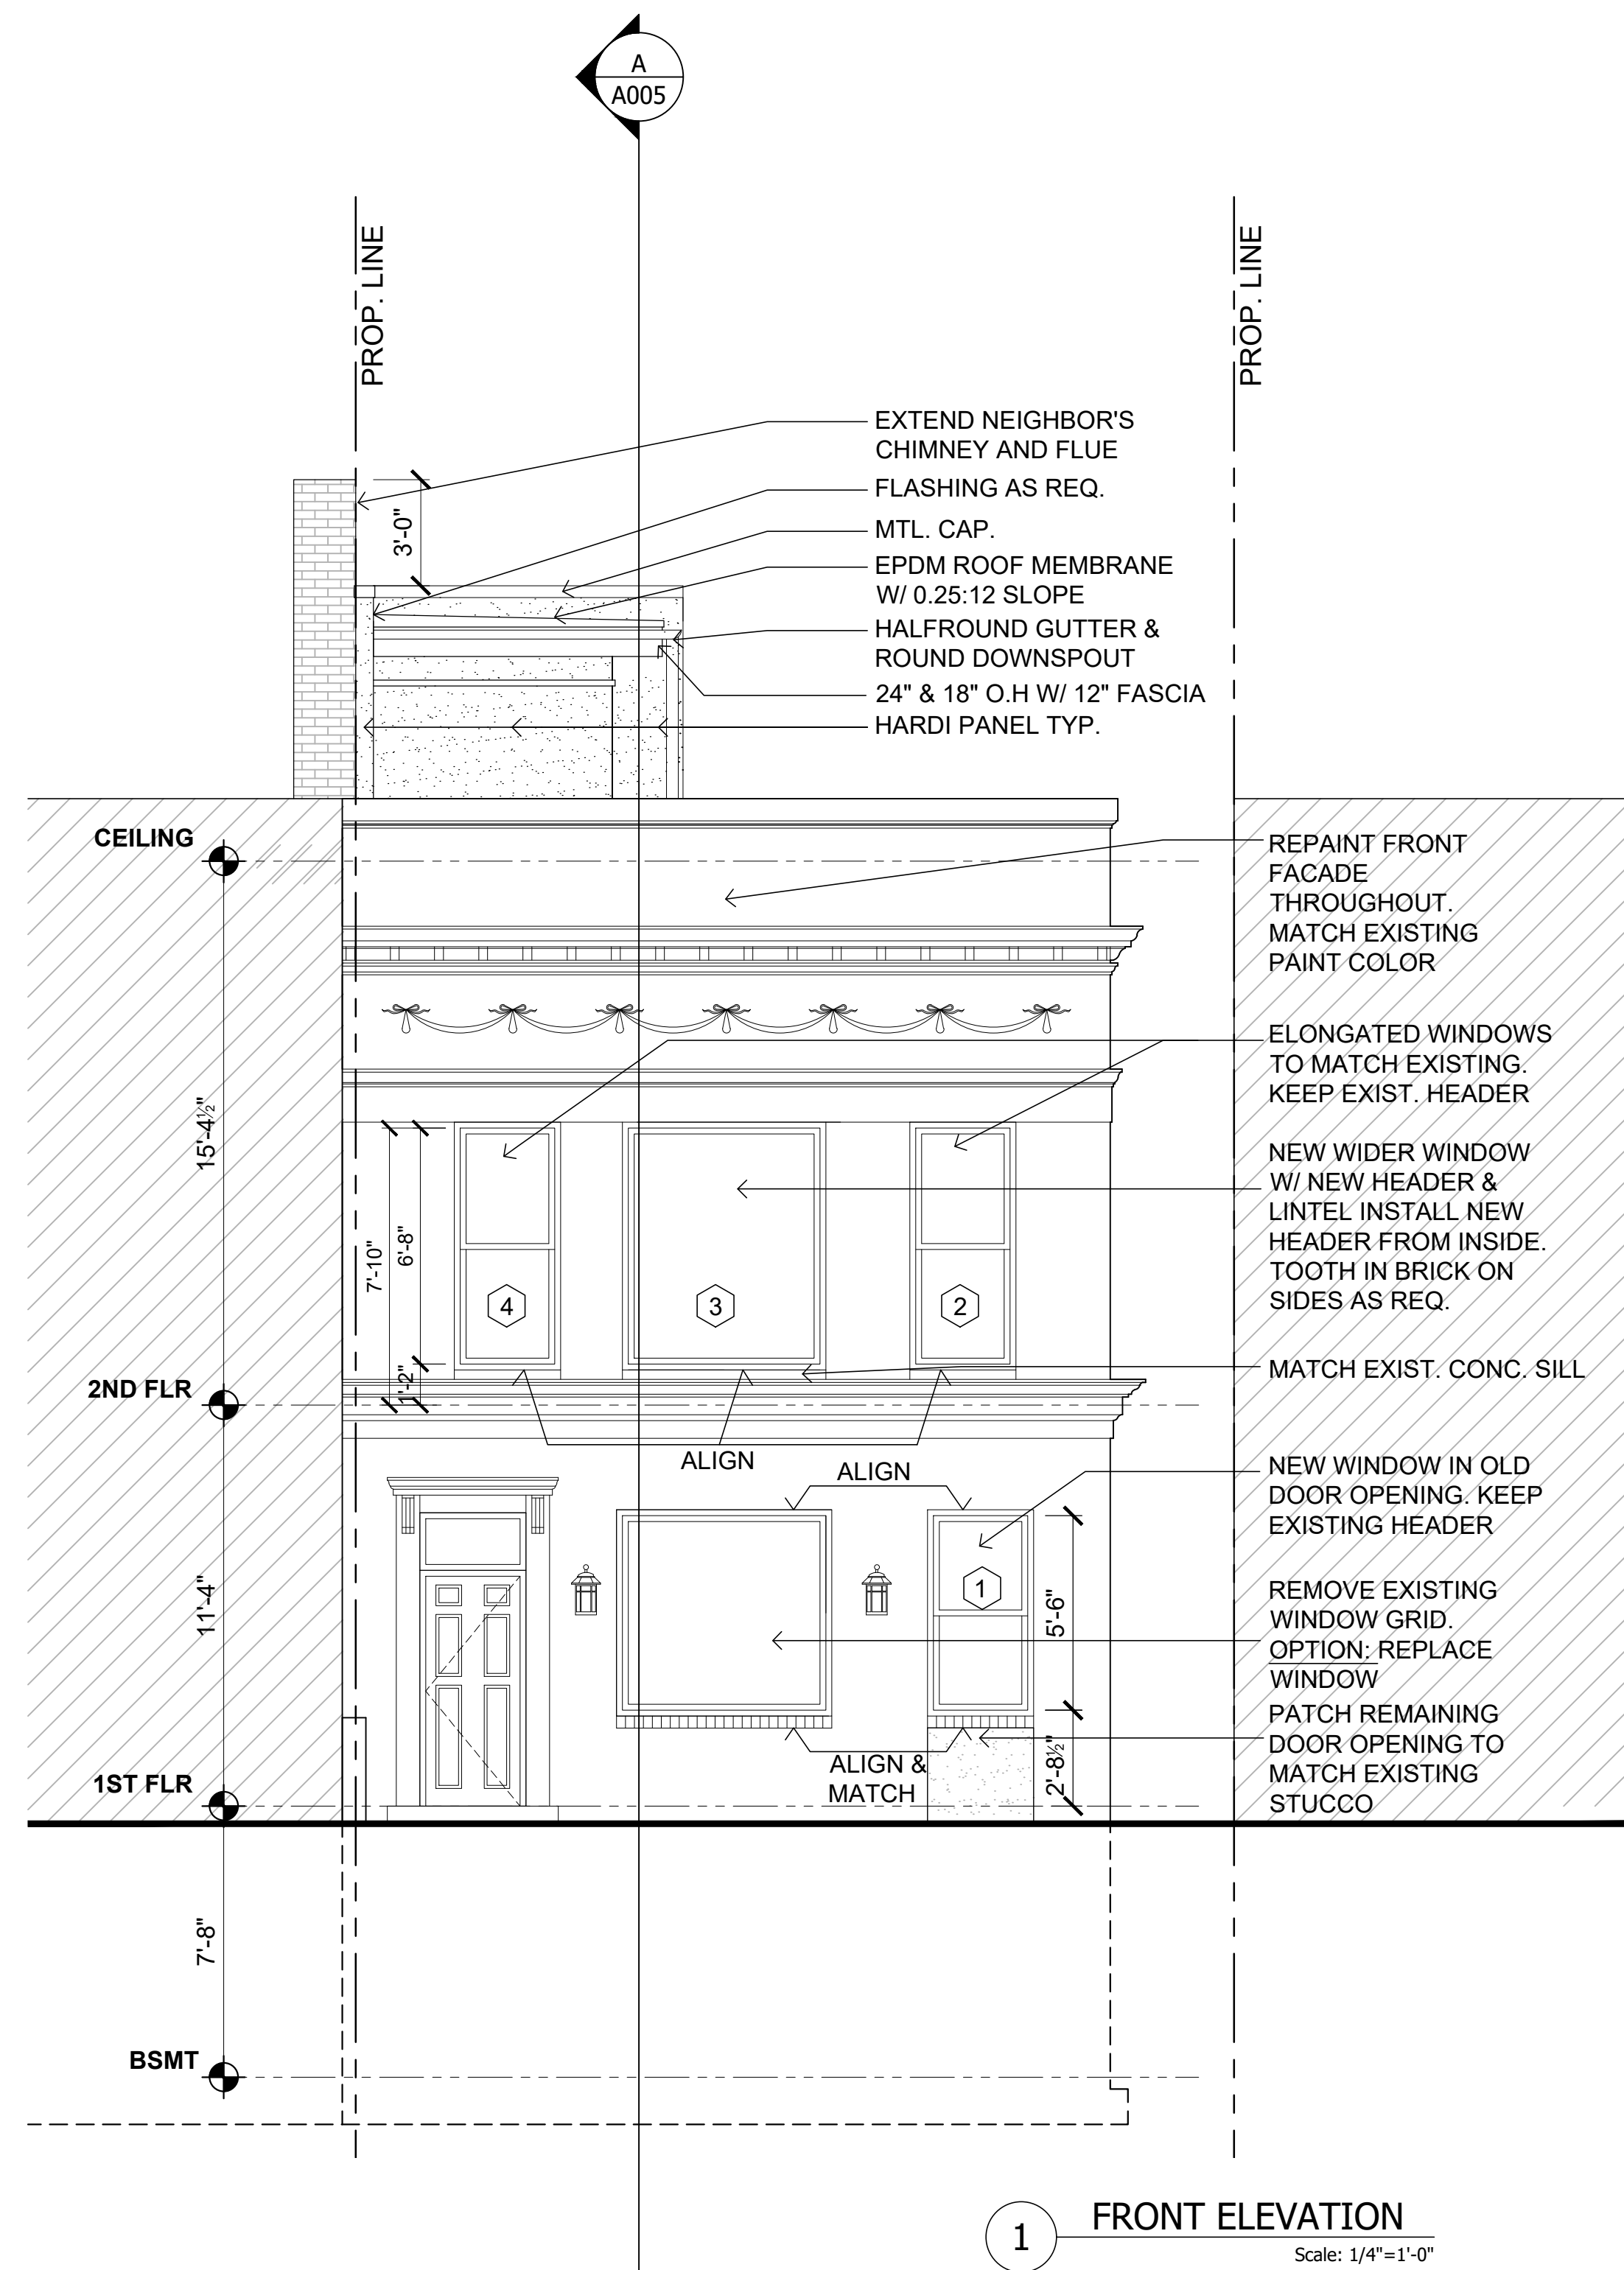 A
A005
PROP. LINE
PROP. LINE
EXTEND NEIGHBOR'S
CHIMNEY AND FLUE
FLASHING AS REQ.
MTL. CAP.
EPDM ROOF MEMBRANE
W/ 0.25:12 SLOPE
HALFROUND GUTTER &
ROUND DOWNSPOUT
24" & 18" O.H W/ 12" FASCIA
HARDI PANEL TYP.
3'-0"
CEILING
REPAINT FRONT
FACADE
THROUGHOUT.
MATCH EXISTING
PAINT COLOR
ELONGATED WINDOWS
TO MATCH EXISTING.
KEEP EXIST. HEADER
15'-4½"
NEW WIDER WINDOW
W/ NEW HEADER &
LINTEL INSTALL NEW
HEADER FROM INSIDE.
TOOTH IN BRICK ON
SIDES AS REQ.
7'-10"
6'-8"
1'-2"
4
3
2
MATCH EXIST. CONC. SILL
2ND FLR
ALIGN
ALIGN
NEW WINDOW IN OLD
DOOR OPENING. KEEP
EXISTING HEADER
11'-4"
1
5'-6"
REMOVE EXISTING
WINDOW GRID.
OPTION: REPLACE
WINDOW
PATCH REMAINING
DOOR OPENING TO
MATCH EXISTING
STUCCO
ALIGN &
MATCH
2'-8½"
1ST FLR
7'-8"
BSMT
1
FRONT ELEVATION
Scale: 1/4"=1'-0"